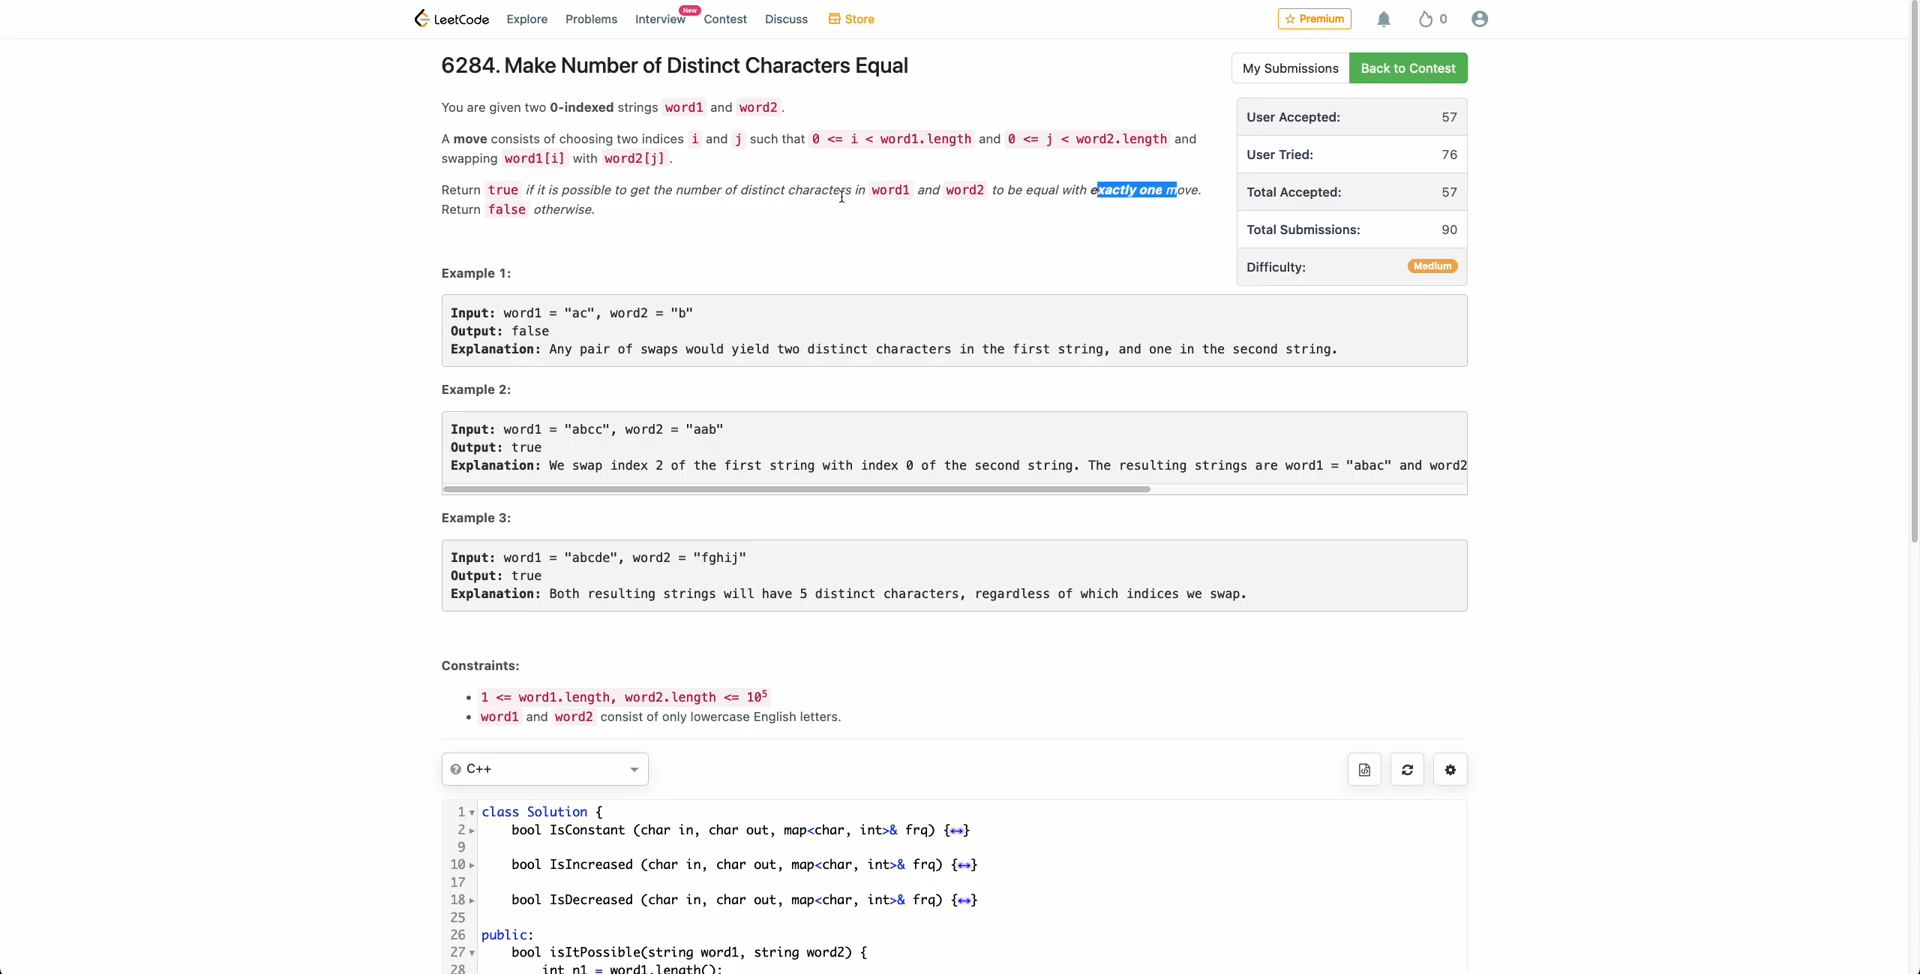 LeetCode Explore Problems Interview New Contest Discuss Store Premium 0
6284. Make Number of Distinct Characters Equal
My Submissions Back to Contest
You are given two 0-indexed strings word1 and word2.
A move consists of choosing two indices i and j such that 0 <= i < word1.length and 0 <= j < word2.length and
swapping word1[i] with word2[j].
Return true if it is possible to get the number of distinct characters in word1 and word2 to be equal with exactly one move.
Return false otherwise.
User Accepted: 57
User Tried: 76
Total Accepted: 57
Total Submissions: 90
Difficulty: Medium
Example 1:
Input: word1 = "ac", word2 = "b"
Output: false
Explanation: Any pair of swaps would yield two distinct characters in the first string, and one in the second string.
Example 2:
Input: word1 = "abcc", word2 = "aab"
Output: true
Explanation: We swap index 2 of the first string with index 0 of the second string. The resulting strings are word1 = "abac" and word2
Example 3:
Input: word1 = "abcde", word2 = "fghij"
Output: true
Explanation: Both resulting strings will have 5 distinct characters, regardless of which indices we swap.
Constraints:
• 1 <= word1.length, word2.length <= 10⁵
• word1 and word2 consist of only lowercase English letters.
C++
1 class Solution {
2 bool IsConstant (char in, char out, map<char, int>& frq) {↔}
9
10 bool IsIncreased (char in, char out, map<char, int>& frq) {↔}
17
18 bool IsDecreased (char in, char out, map<char, int>& frq) {↔}
25
26 public:
27 bool isItPossible(string word1, string word2) {
28 int n1 = word1.length();